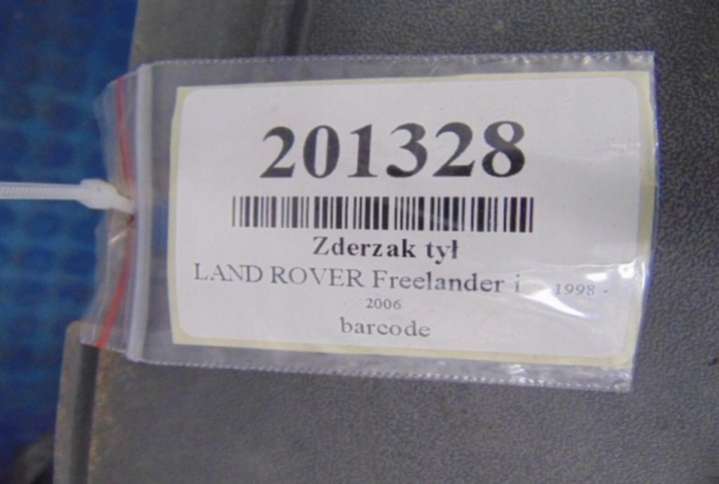 201328
Zderzak tył
LAND ROVER Freelander i 1998 -
2006
barcode